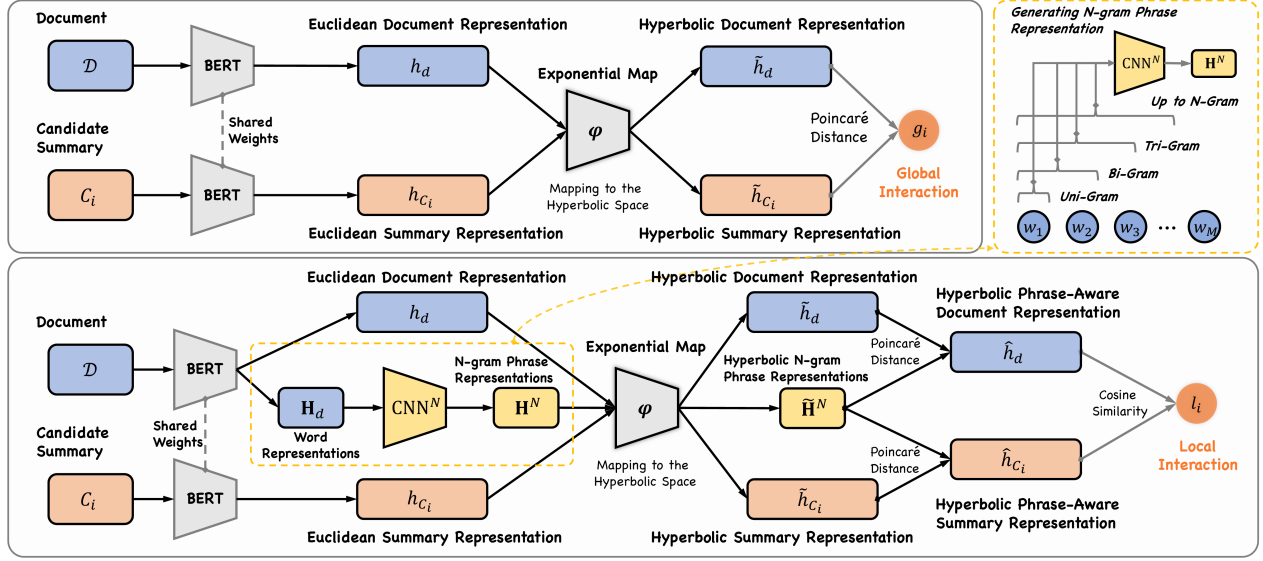 Document
𝒟
BERT
Shared
Weights
Candidate
Summary
C_i
BERT
Euclidean Document Representation
h_d
h_{C_i}
Euclidean Summary Representation
Exponential Map
φ
Mapping to the
Hyperbolic Space
Hyperbolic Document Representation
h̃_d
h̃_{C_i}
Hyperbolic Summary Representation
Poincaré
Distance
g_i
Global
Interaction
Generating N-gram Phrase
Representation
CNN^N
H^N
Up to N-Gram
Tri-Gram
Bi-Gram
Uni-Gram
w_1 w_2 w_3 ... w_M
Document
𝒟
BERT
Shared
Weights
Candidate
Summary
C_i
BERT
Euclidean Document Representation
h_d
H_d
Word
Representations
CNN^N
N-gram Phrase
Representations
H^N
h_{C_i}
Euclidean Summary Representation
Exponential Map
φ
Mapping to the
Hyperbolic Space
Hyperbolic Document Representation
h̃_d
Hyperbolic N-gram
Phrase Representations
H̃^N
h̃_{C_i}
Hyperbolic Summary Representation
Poincaré
Distance
Poincaré
Distance
Hyperbolic Phrase-Aware
Document Representation
ĥ_d
ĥ_{C_i}
Hyperbolic Phrase-Aware
Summary Representation
Cosine
Similarity
l_i
Local
Interaction